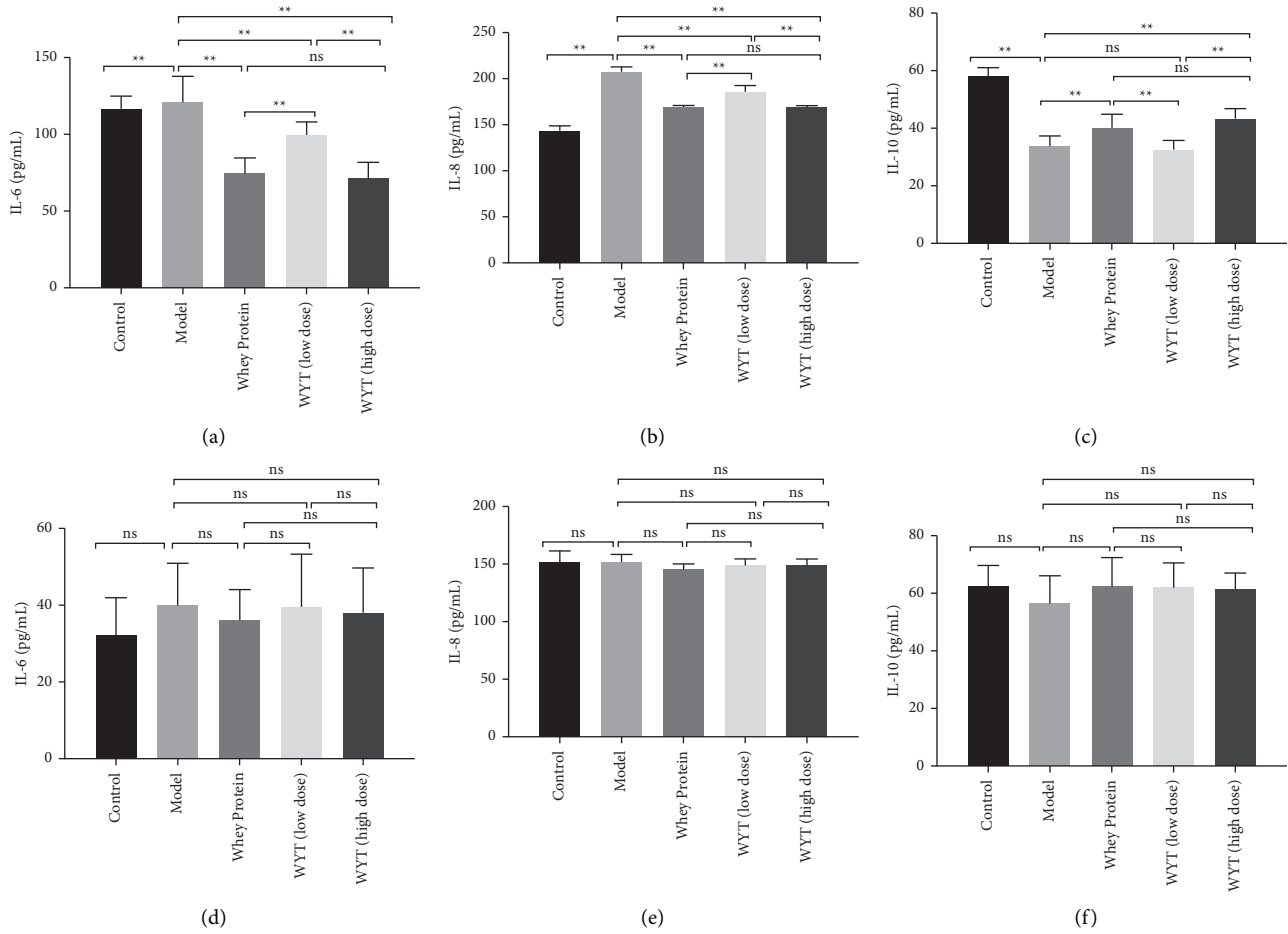 **
** **
** ** ns
**
150
100
50
0
IL-6 (pg/mL)
Control
Model
Whey Protein
WYT (low dose)
WYT (high dose)
(a)
**
** **
** ** ns
**
250
200
150
100
50
0
IL-8 (pg/mL)
Control
Model
Whey Protein
WYT (low dose)
WYT (high dose)
(b)
**
** ns **
ns
** **
80
60
40
20
0
IL-10 (pg/mL)
Control
Model
Whey Protein
WYT (low dose)
WYT (high dose)
(c)
ns
ns ns
ns
ns ns ns
60
40
20
0
IL-6 (pg/mL)
Control
Model
Whey Protein
WYT (low dose)
WYT (high dose)
(d)
ns
ns ns
ns
ns ns ns
200
150
100
50
0
IL-8 (pg/mL)
Control
Model
Whey Protein
WYT (low dose)
WYT (high dose)
(e)
ns
ns ns
ns
ns ns ns
80
60
40
20
0
IL-10 (pg/mL)
Control
Model
Whey Protein
WYT (low dose)
WYT (high dose)
(f)